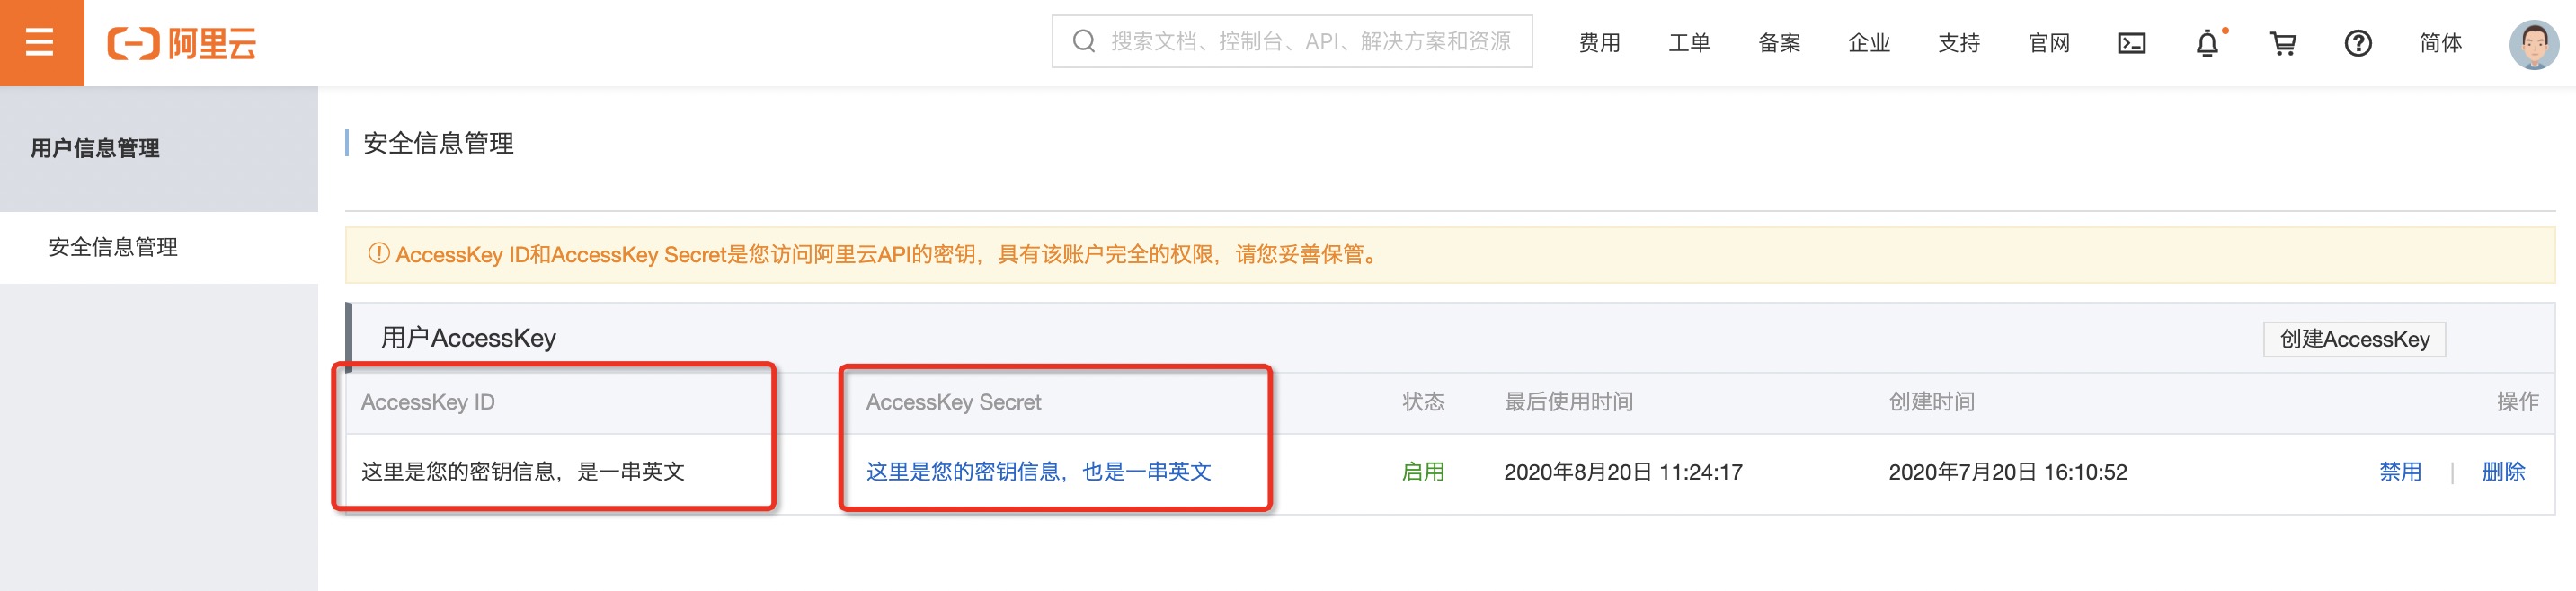 阿里云
搜索文档、控制台、API、解决方案和资源
费用 工单 备案 企业 支持 官网 简体
用户信息管理
安全信息管理
安全信息管理
AccessKey ID和AccessKey Secret是您访问阿里云API的密钥，具有该账户完全的权限，请您妥善保管。
用户AccessKey 创建AccessKey
AccessKey ID AccessKey Secret 状态 最后使用时间 创建时间 操作
这里是您的密钥信息，是一串英文 这里是您的密钥信息，也是一串英文 启用 2020年8月20日 11:24:17 2020年7月20日 16:10:52 禁用 | 删除